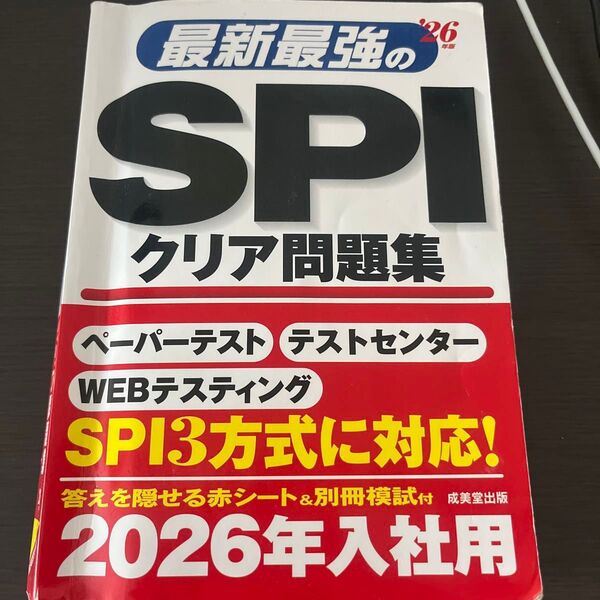 最新最強の
'26年版
SPI
クリア問題集
ペーパーテスト テストセンター
WEBテスティング
SPI3方式に対応!
答えを隠せる赤シート&別冊模試付 成美堂出版
2026年入社用